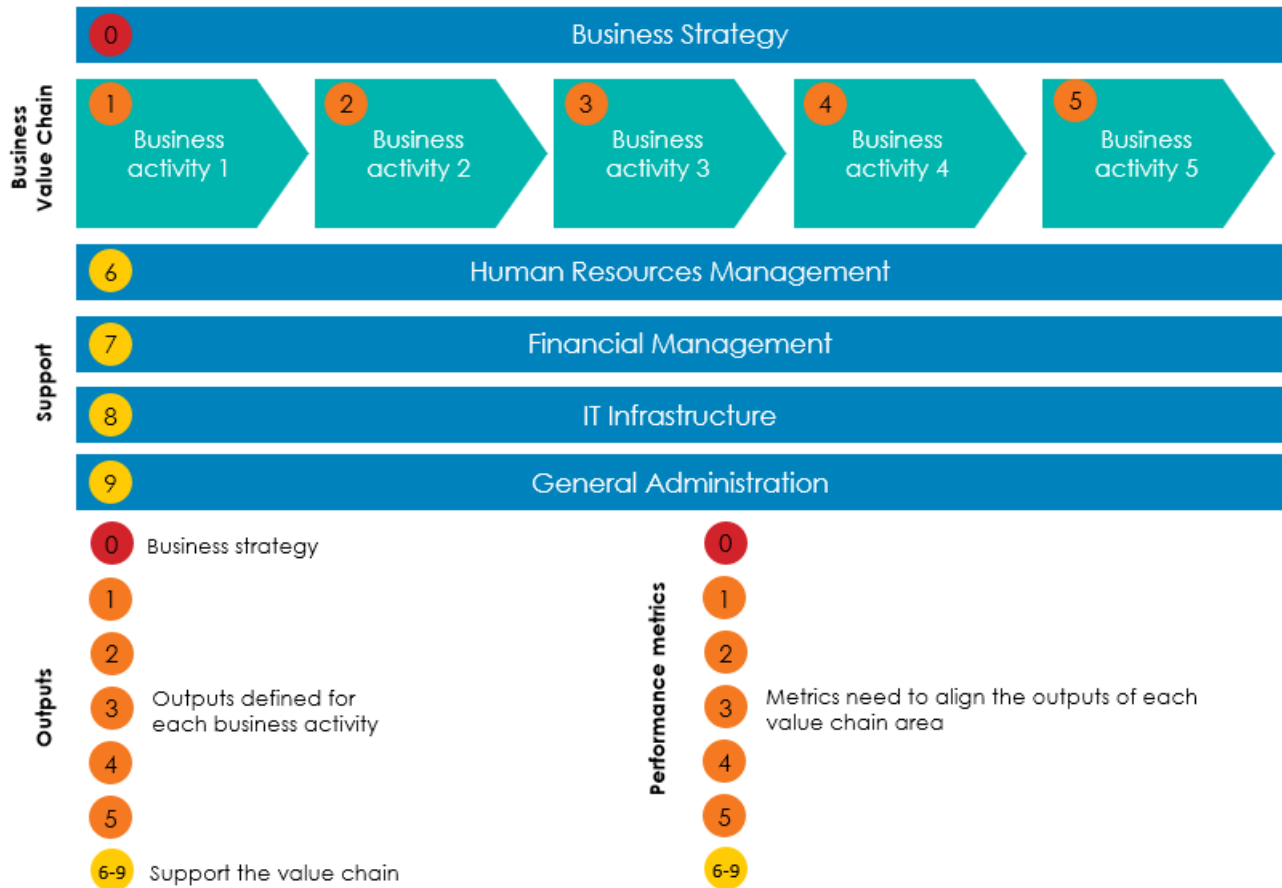 0
Business Strategy
Business
Value Chain
1
Business
activity 1
2
Business
activity 2
3
Business
activity 3
4
Business
activity 4
5
Business
activity 5
Support
6
Human Resources Management
7
Financial Management
8
IT Infrastructure
9
General Administration
Outputs
0
Business strategy
1
2
3
Outputs defined for
each business activity
4
5
6-9
Support the value chain
Performance metrics
0
1
2
3
Metrics need to align the outputs of each
value chain area
4
5
6-9